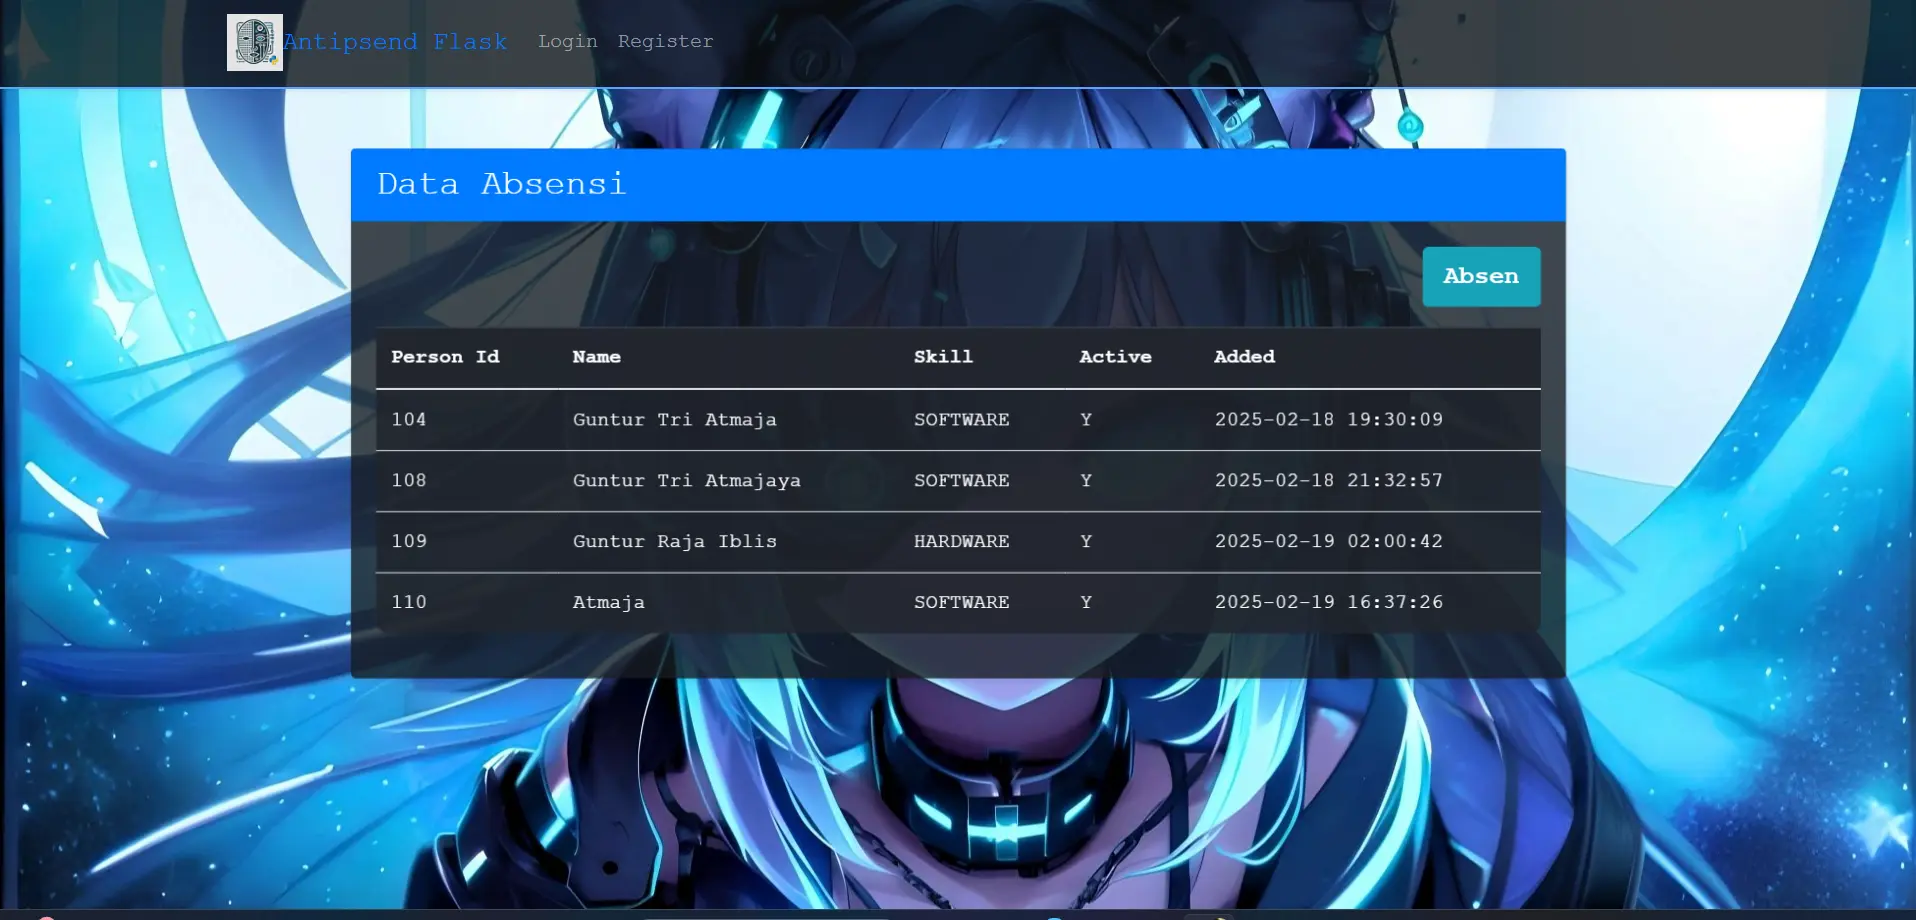 Antipsend Flask Login Register
Data Absensi
Absen
Person Id Name Skill Active Added
104 Guntur Tri Atmaja SOFTWARE Y 2025-02-18 19:30:09
108 Guntur Tri Atmajaya SOFTWARE Y 2025-02-18 21:32:57
109 Guntur Raja Iblis HARDWARE Y 2025-02-19 02:00:42
110 Atmaja SOFTWARE Y 2025-02-19 16:37:26